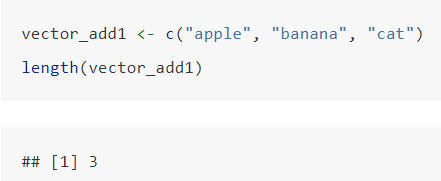 vector_add1 <- c("apple", "banana", "cat")
length(vector_add1)
## [1] 3